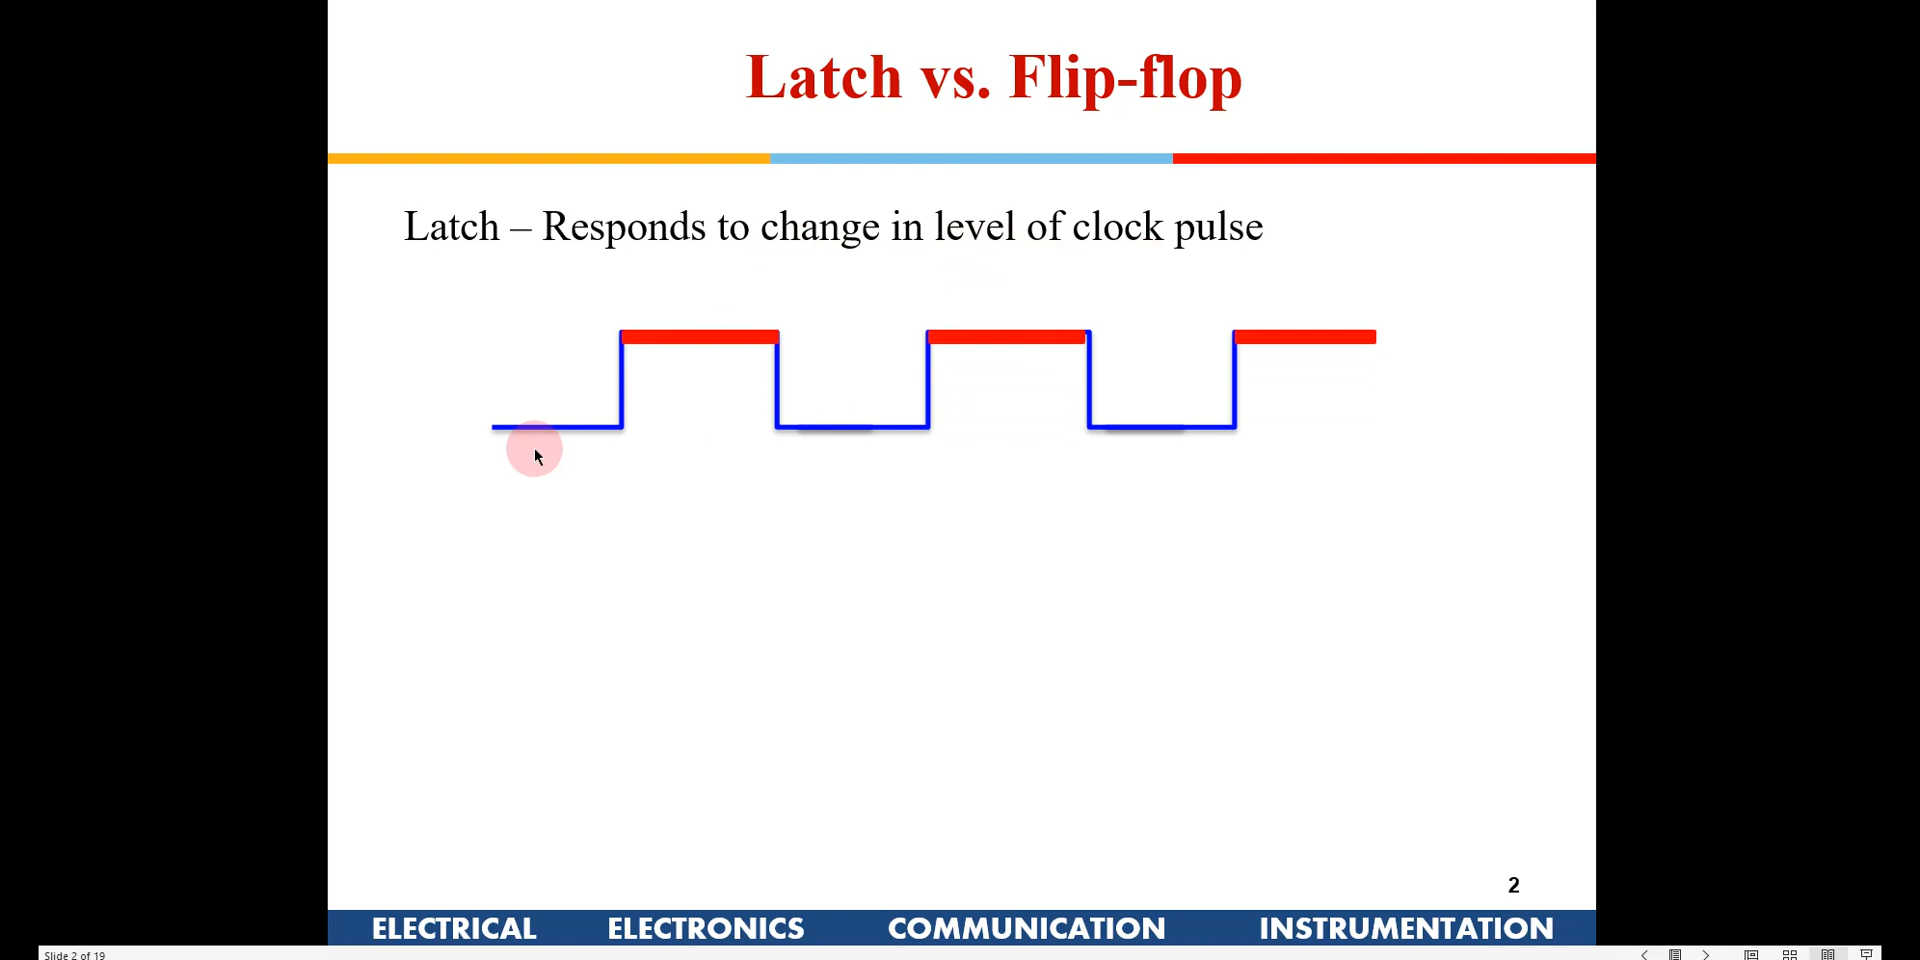 Latch vs. Flip-flop
Latch – Responds to change in level of clock pulse
2
ELECTRICAL ELECTRONICS COMMUNICATION INSTRUMENTATION
Slide 2 of 19